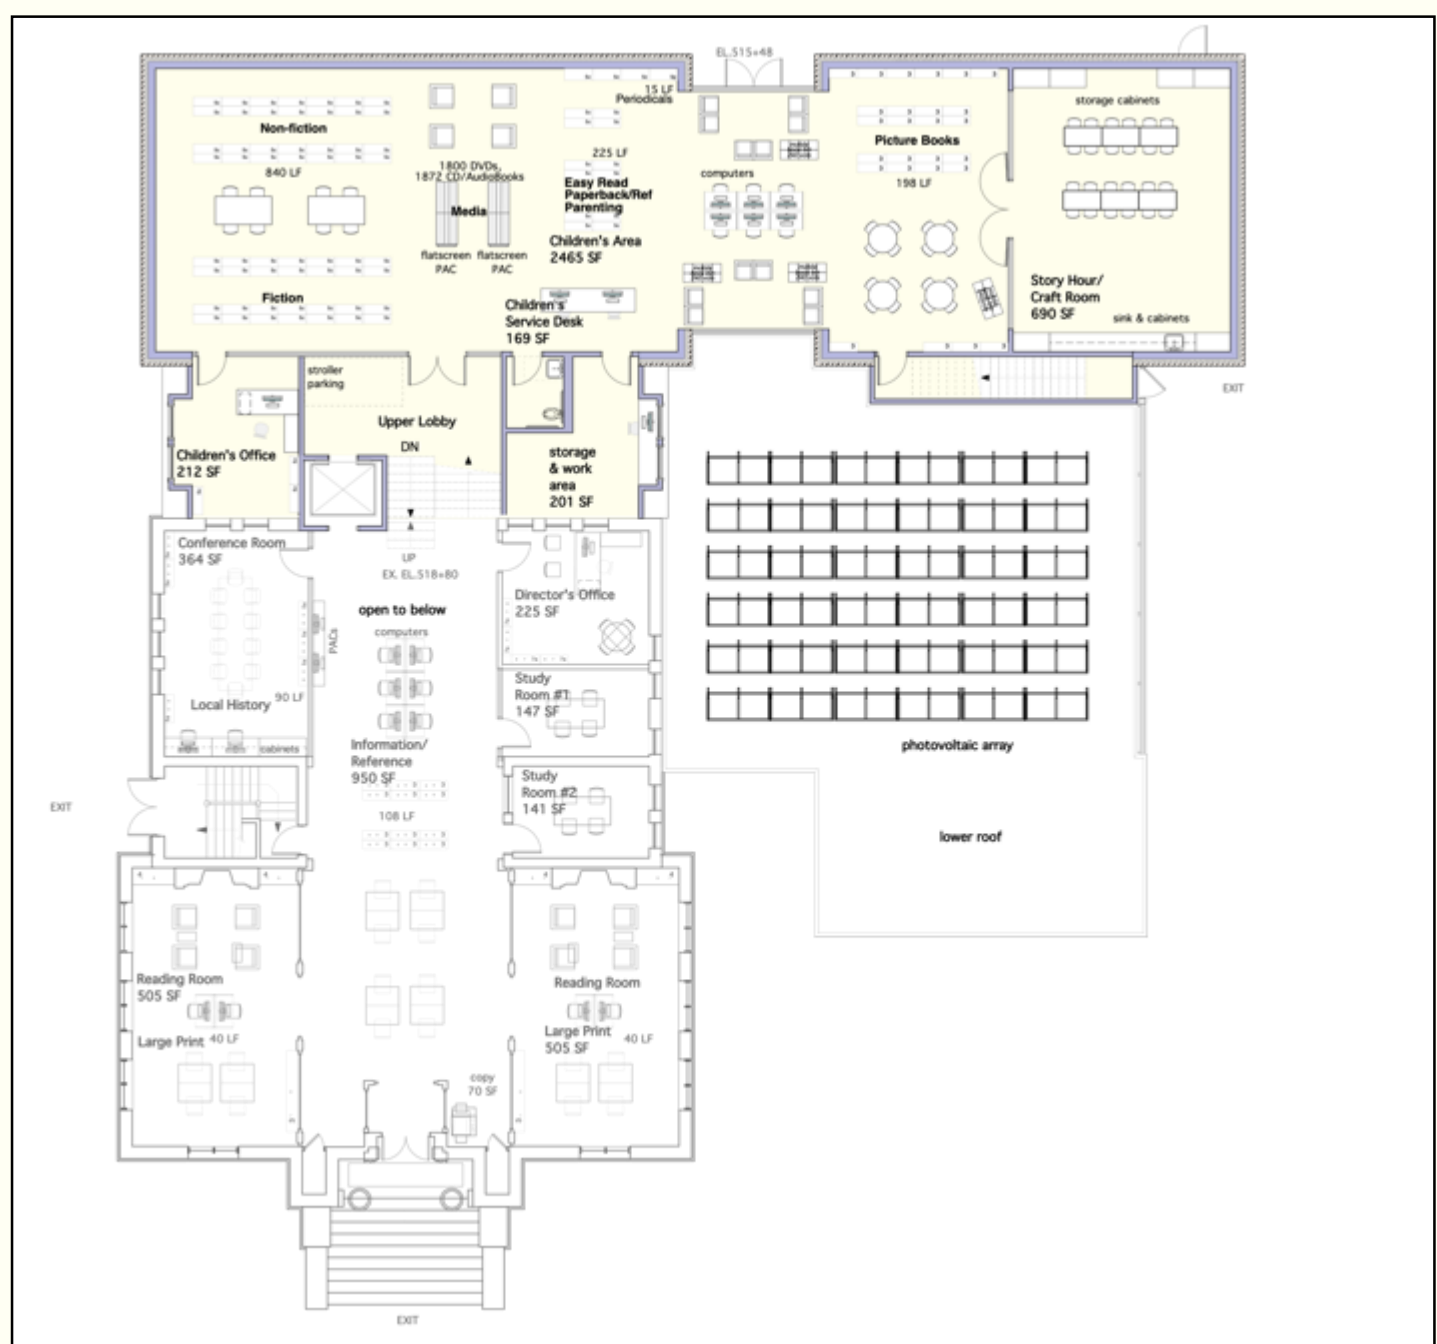 EL.515+48
15 LF
Periodicals
storage cabinets
Non-fiction
Picture Books
840 LF
1800 DVDs,
1872 CD/AudioBooks
225 LF
computers
198 LF
Media
Easy Read
Paperback/Ref
Parenting
Children's Area
2465 SF
flatscreen
PAC
flatscreen
PAC
Fiction
Children's
Service Desk
169 SF
Story Hour/
Craft Room
690 SF
sink & cabinets
stroller
parking
EXIT
Upper Lobby
DN
Children's Office
212 SF
storage
& work
area
201 SF
Conference Room
364 SF
UP
EX. EL.518+80
open to below
computers
PACs
Director's Office
225 SF
90 LF
Local History
cabinets
Study
Room #1
147 SF
Information/
Reference
950 SF
108 LF
Study
Room #2
141 SF
photovoltaic array
lower roof
EXIT
Reading Room
505 SF
Large Print
40 LF
Reading Room
Large Print
505 SF
40 LF
copy
70 SF
EXIT